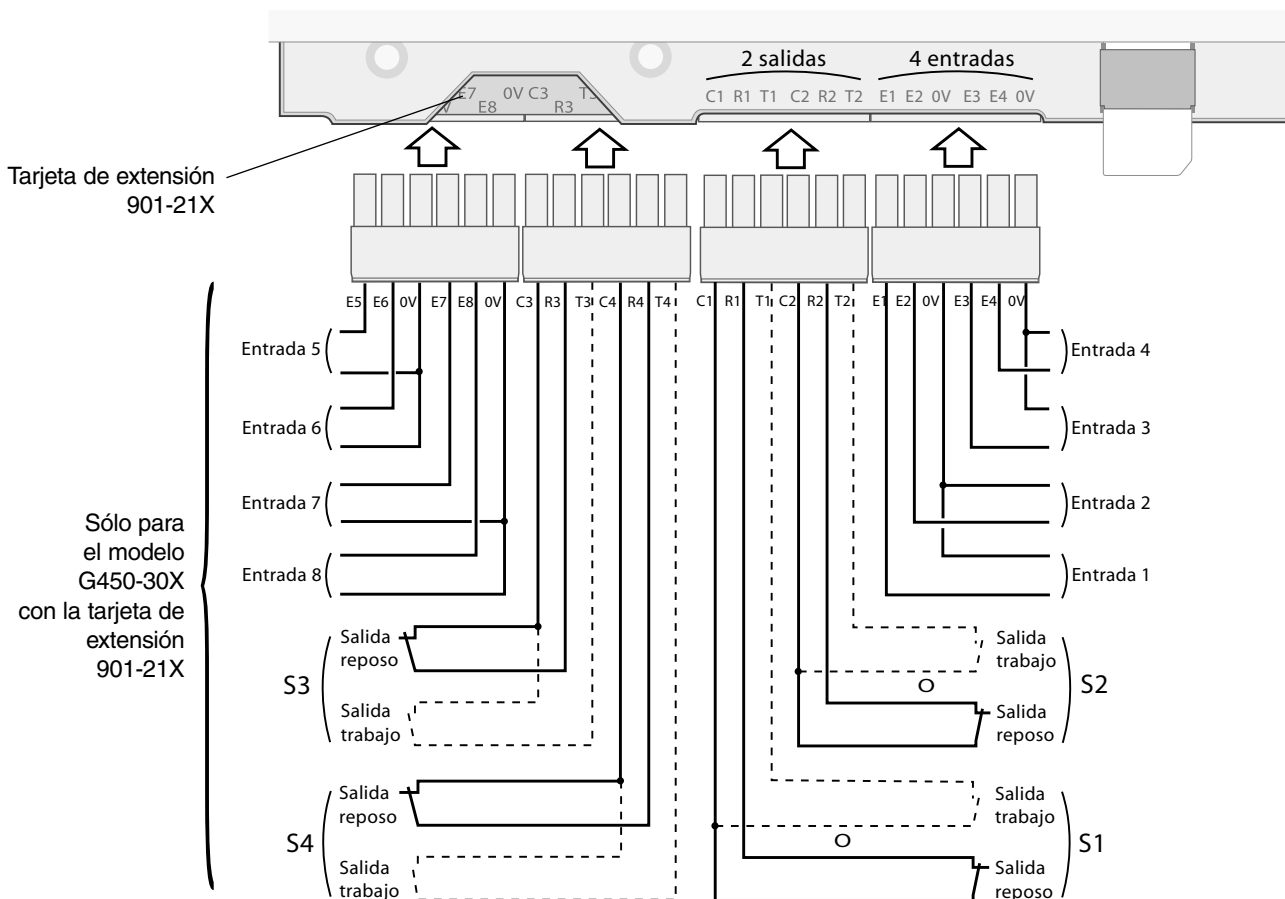 2 salidas 4 entradas
E7 0V C3 T3 C1 R1 T1 C2 R2 T2 E1 E2 0V E3 E4 0V
V E8 R3
Tarjeta de extensión
901-21X
E5 E6 0V E7 E8 0V C3 R3 T3 C4 R4 T4 C1 R1 T1 C2 R2 T2 E1 E2 0V E3 E4 0V
Entrada 5
Entrada 4
Entrada 6
Entrada 3
Entrada 7
Entrada 2
Entrada 8
Entrada 1
Sólo para
el modelo
G450-30X
con la tarjeta de
extensión
901-21X
S3
Salida
reposo
Salida
trabajo
S2
Salida
trabajo
O
Salida
reposo
S4
Salida
reposo
Salida
trabajo
S1
Salida
trabajo
O
Salida
reposo